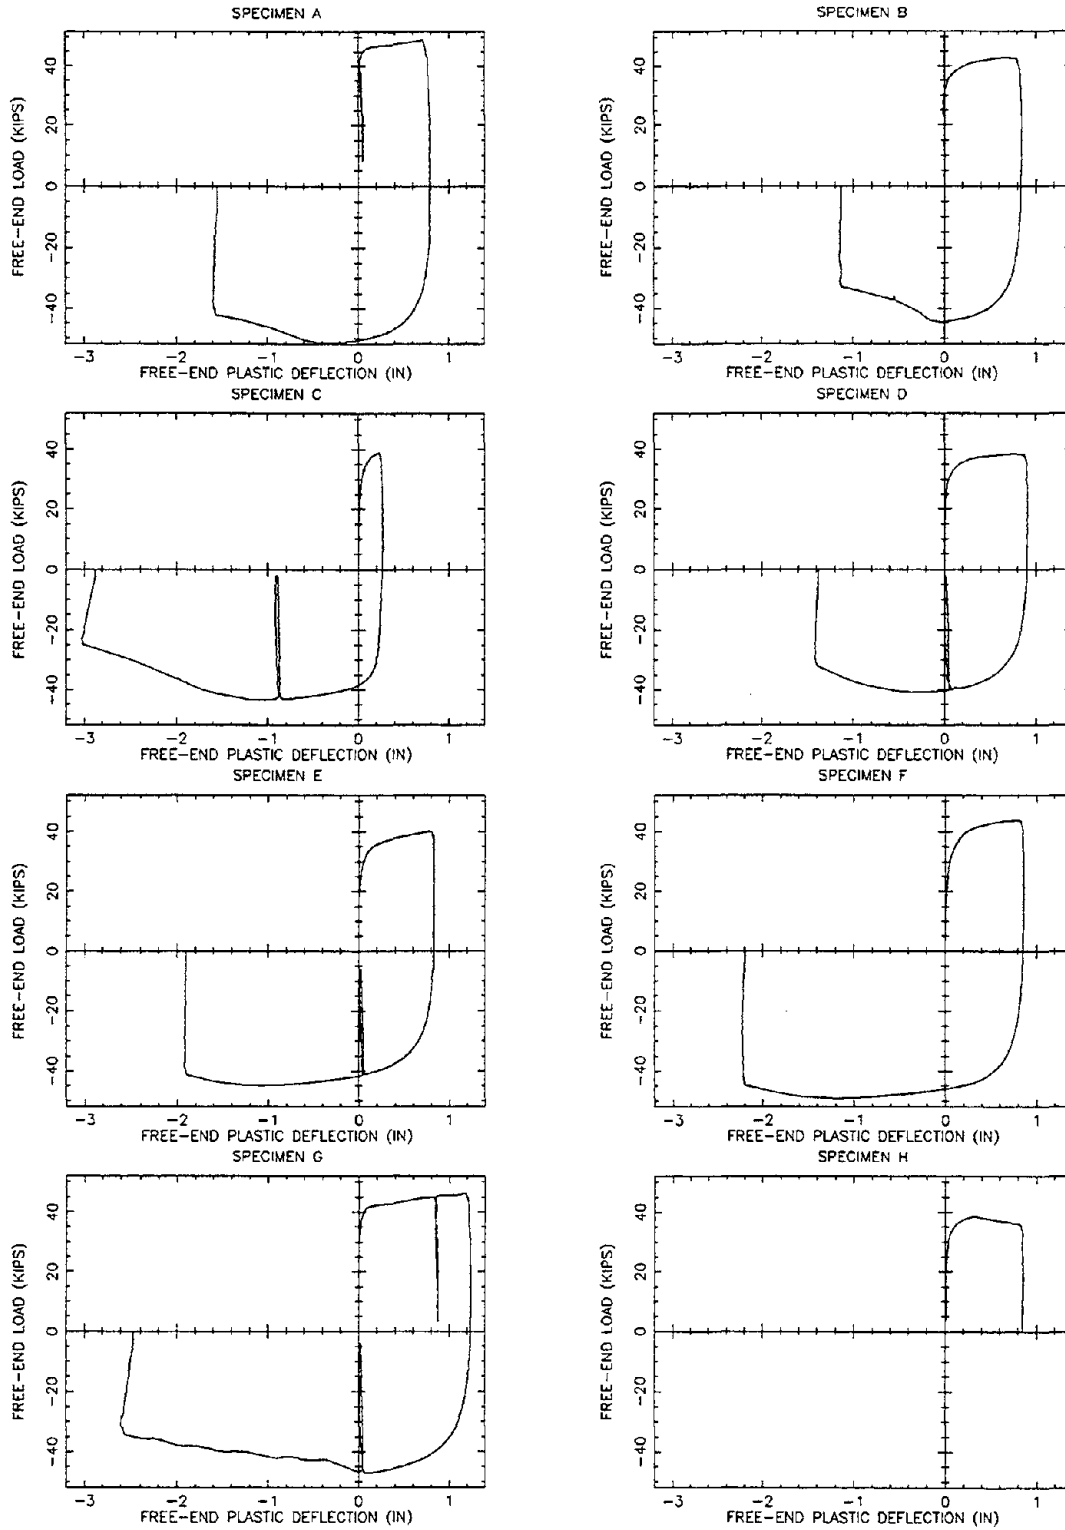 SPECIMEN A
FREE-END LOAD (KIPS)
40
20
0
-20
-40
-3 -2 -1 0 1
FREE-END PLASTIC DEFLECTION (IN)
SPECIMEN B
FREE-END LOAD (KIPS)
40
20
0
-20
-40
-3 -2 -1 0 1
FREE-END PLASTIC DEFLECTION (IN)
SPECIMEN C
FREE-END LOAD (KIPS)
40
20
0
-20
-40
-3 -2 -1 0 1
FREE-END PLASTIC DEFLECTION (IN)
SPECIMEN D
FREE-END LOAD (KIPS)
40
20
0
-20
-40
-3 -2 -1 0 1
FREE-END PLASTIC DEFLECTION (IN)
SPECIMEN E
FREE-END LOAD (KIPS)
40
20
0
-20
-40
-3 -2 -1 0 1
FREE-END PLASTIC DEFLECTION (IN)
SPECIMEN F
FREE-END LOAD (KIPS)
40
20
0
-20
-40
-3 -2 -1 0 1
FREE-END PLASTIC DEFLECTION (IN)
SPECIMEN G
FREE-END LOAD (KIPS)
40
20
0
-20
-40
-3 -2 -1 0 1
FREE-END PLASTIC DEFLECTION (IN)
SPECIMEN H
FREE-END LOAD (KIPS)
40
20
0
-20
-40
-3 -2 -1 0 1
FREE-END PLASTIC DEFLECTION (IN)